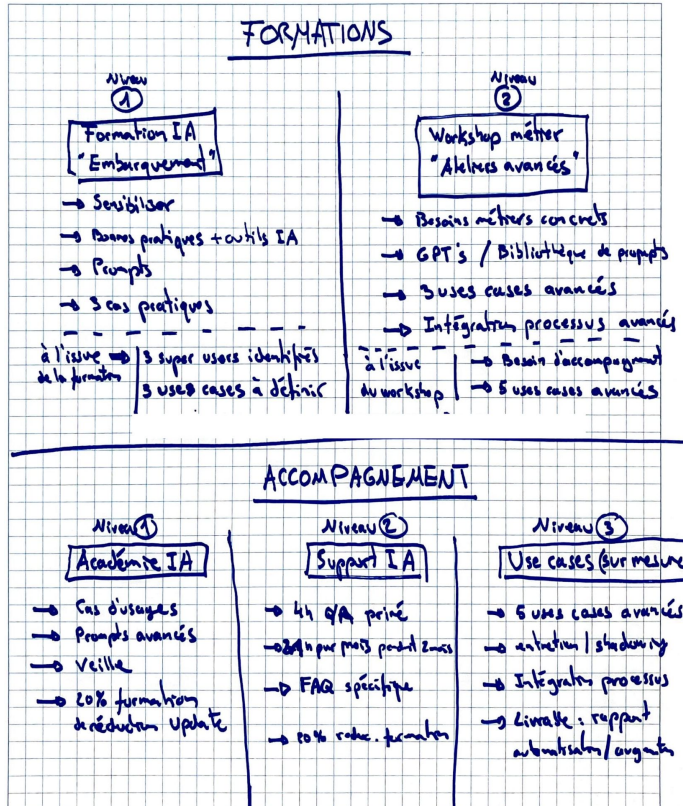 FORMATIONS
Niveau
1
Formation IA
"Embarquement"
→ Sensibiliser
→ Bonnes pratiques + outils IA
→ Prompts
→ 3 cas pratiques
à l'issue → 3 super users identifiés
de la formation 3 uses cases à définir
Niveau
2
Workshop métier
"Ateliers avancés"
→ Besoins métiers concrets
→ GPT's / Bibliothèque de prompts
→ 3 uses cases avancés
→ Intégration processus avancés
à l'issue → Besoin d'accompagnement
du workshop → 5 uses cases avancés
ACCOMPAGNEMENT
Niveau 1
Académie IA
→ Cas d'usages
→ Prompts avancés
→ Veille
→ 20% formation
de réduction update
Niveau 2
Support IA
→ 4h Q/R privé
→ par mois pendant 2 mois
→ FAQ spécifique
→ 20% reduc. formation
Niveau 3
Use cases (sur mesure
→ 5 uses cases avancés
→ entretien / shadowing
→ Intégration processus
→ Livrable : rapport
automatisation /